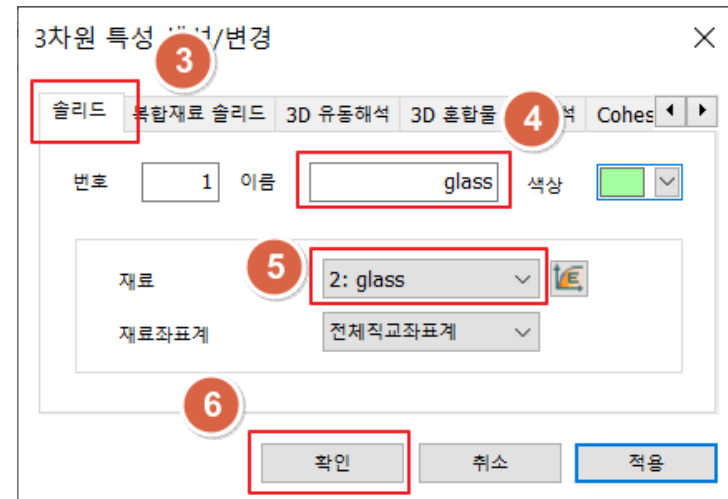 3차원 특성 /변경
3
솔리드 복합재료 솔리드 3D 유동해석 3D 혼합물 4 Cohes
번호 1 이름 glass 색상
재료 5 2: glass
재료좌표계 전체직교좌표계
6
확인 취소 적용